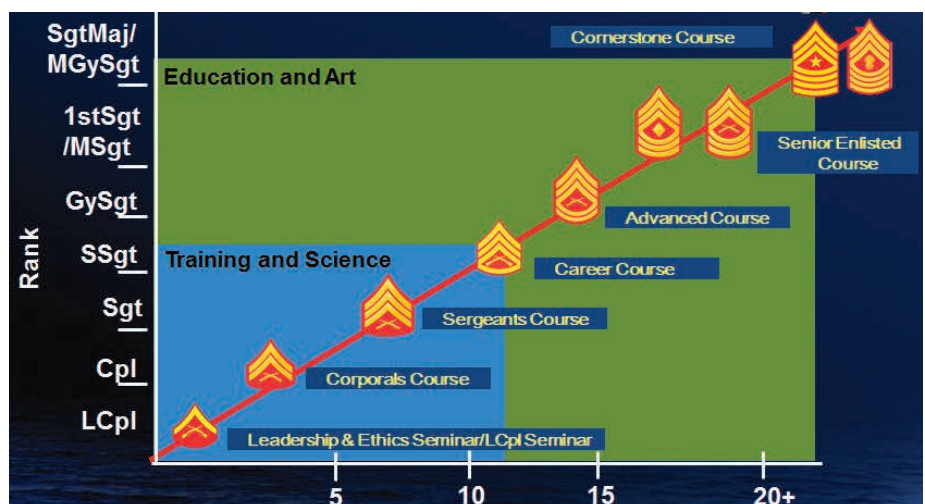 SgtMaj/
MGySgt
Cornerstone Course
Education and Art
1stSgt
/MSgt
Senior Enlisted
Course
GySgt
Advanced Course
Rank
SSgt
Training and Science
Career Course
Sgt
Sergeants Course
Cpl
Corporals Course
LCpl
Leadership & Ethics Seminar/LCpl Seminar
5
10
15
20+